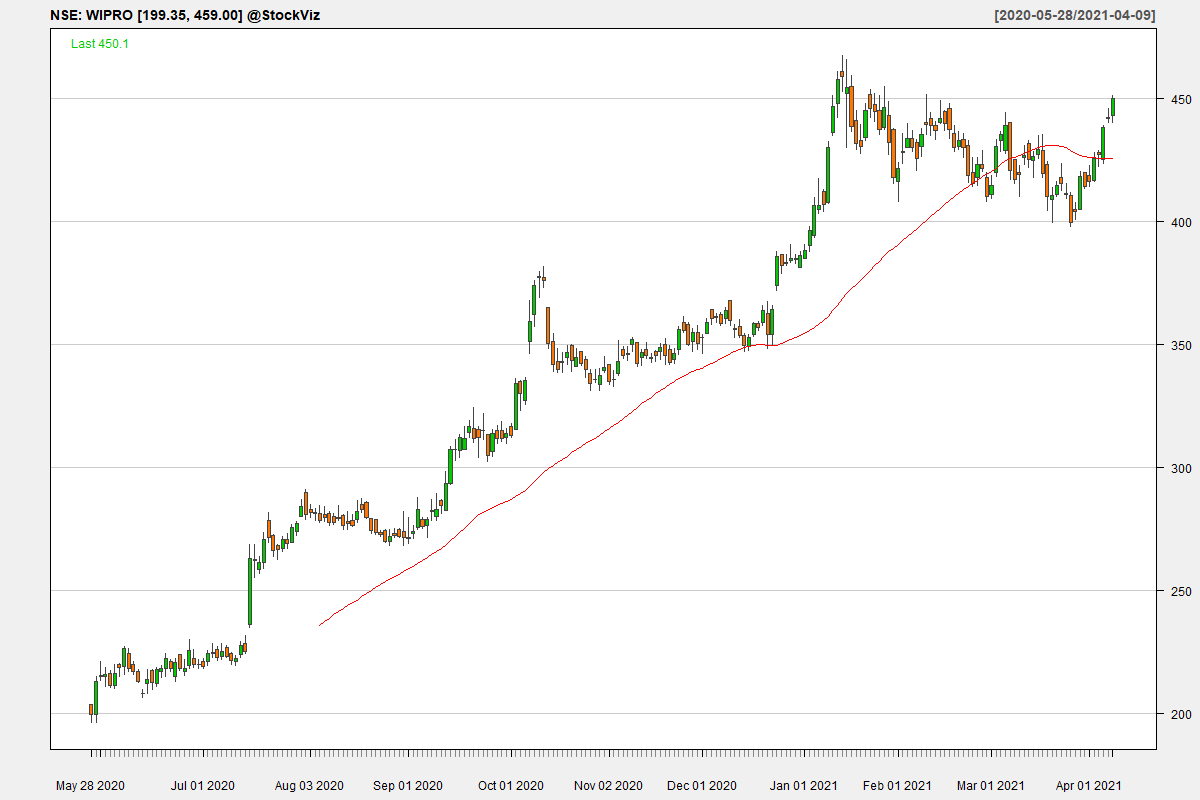 NSE: WIPRO [199.35, 459.00] @StockViz [2020-05-28/2021-04-09]
Last 450.1
450
400
350
300
250
200
May 28 2020 Jul 01 2020 Aug 03 2020 Sep 01 2020 Oct 01 2020 Nov 02 2020 Dec 01 2020 Jan 01 2021 Feb 01 2021 Mar 01 2021 Apr 01 2021